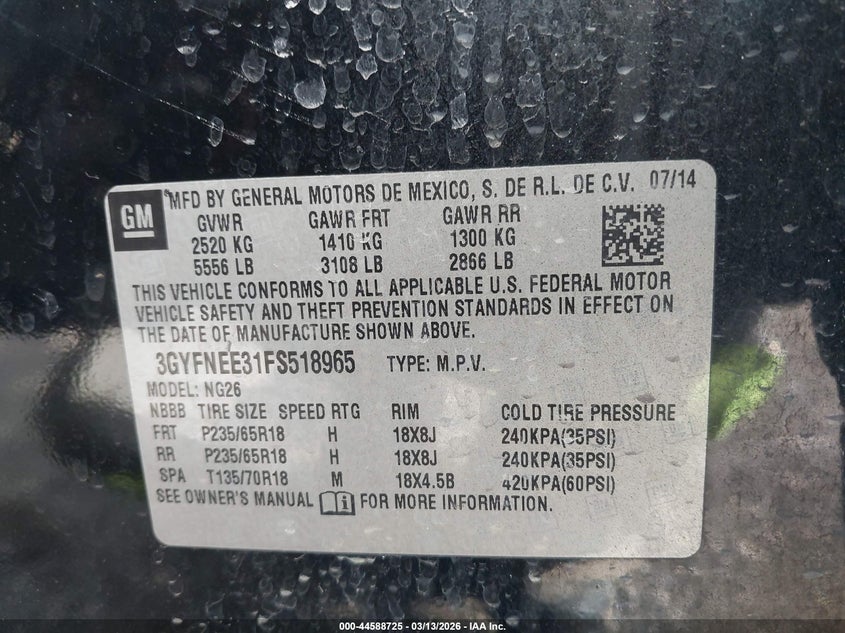 GM
MFD BY GENERAL MOTORS DE MEXICO, S. DE R.L. DE C.V. 07/14
GVWR GAWR FRT GAWR RR
2520 KG 1410 KG 1300 KG
5556 LB 3108 LB 2866 LB
THIS VEHICLE CONFORMS TO ALL APPLICABLE U.S. FEDERAL MOTOR
VEHICLE SAFETY AND THEFT PREVENTION STANDARDS IN EFFECT ON
THE DATE OF MANUFACTURE SHOWN ABOVE.
3GYFNEE31FS518965 TYPE: M.P.V.
MODEL: NG26
NBBB TIRE SIZE SPEED RTG RIM COLD TIRE PRESSURE
FRT P235/65R18 H 18X8J 240KPA(35PSI)
RR P235/65R18 H 18X8J 240KPA(35PSI)
SPA T135/70R18 M 18X4.5B 420KPA(60PSI)
SEE OWNER'S MANUAL i FOR MORE INFORMATION.
000-44588725 — 03/13/2026 — IAA Inc.